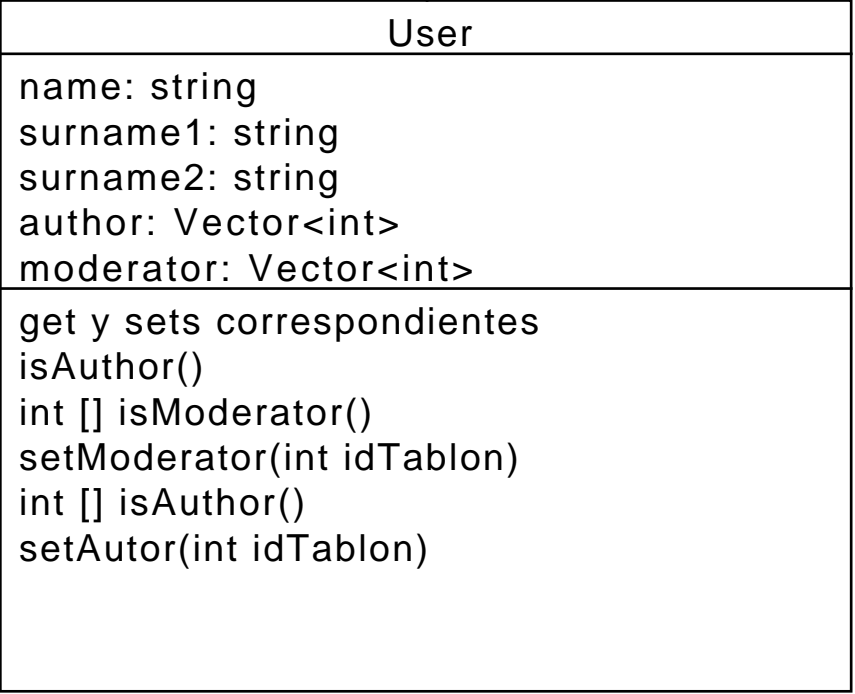 User
name: string
surname1: string
surname2: string
author: Vector<int>
moderator: Vector<int>
get y sets correspondientes
isAuthor()
int [] isModerator()
setModerator(int idTablon)
int [] isAuthor()
setAutor(int idTablon)